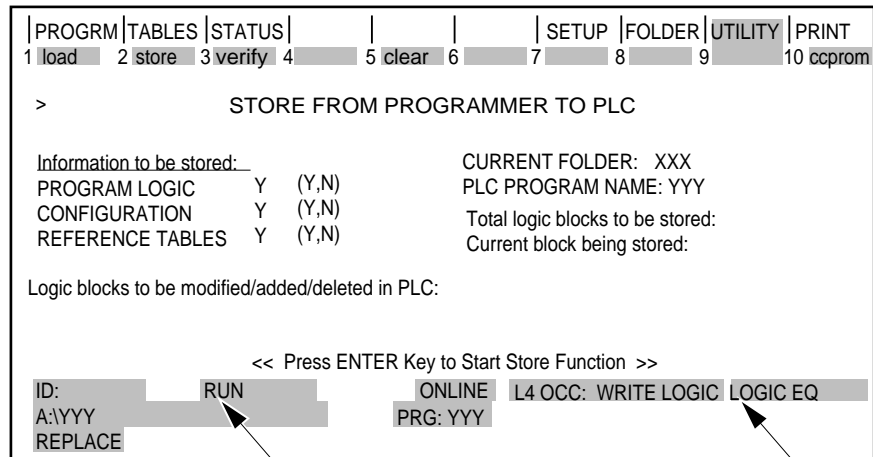 PROGRM TABLES STATUS SETUP FOLDER UTILITY PRINT
1 load 2 store 3 verify 4 5 clear 6 7 8 9 10 ccprom
> STORE FROM PROGRAMMER TO PLC
Information to be stored: CURRENT FOLDER: XXX
PROGRAM LOGIC Y (Y,N) PLC PROGRAM NAME: YYY
CONFIGURATION Y (Y,N) Total logic blocks to be stored:
REFERENCE TABLES Y (Y,N) Current block being stored:
Logic blocks to be modified/added/deleted in PLC:
<< Press ENTER Key to Start Store Function >>
ID: RUN ONLINE L4 OCC: WRITE LOGIC LOGIC EQ
A:\YYY PRG: YYY
REPLACE